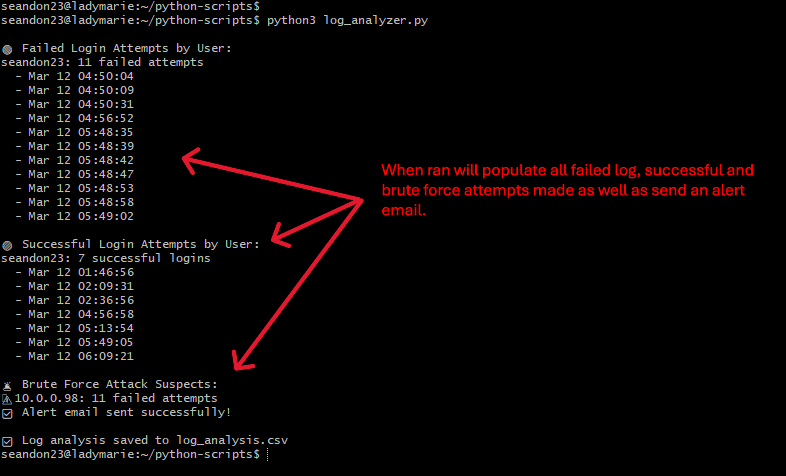 seandon23@ladymarie:~/python-scripts$
seandon23@ladymarie:~/python-scripts$ python3 log_analyzer.py
Failed Login Attempts by User:
seandon23: 11 failed attempts
- Mar 12 04:50:04
- Mar 12 04:50:09
- Mar 12 04:50:31
- Mar 12 04:56:52
- Mar 12 05:48:35
- Mar 12 05:48:39
- Mar 12 05:48:42
- Mar 12 05:48:47
- Mar 12 05:48:53
- Mar 12 05:48:58
- Mar 12 05:49:02
When ran will populate all failed log, successful and
brute force attempts made as well as send an alert
email.
Successful Login Attempts by User:
seandon23: 7 successful logins
- Mar 12 01:46:56
- Mar 12 02:09:31
- Mar 12 02:36:56
- Mar 12 04:56:58
- Mar 12 05:13:54
- Mar 12 05:49:05
- Mar 12 06:09:21
Brute Force Attack Suspects:
⚠10.0.0.98: 11 failed attempts
☑ Alert email sent successfully!
☑ Log analysis saved to log_analysis.csv
seandon23@ladymarie:~/python-scripts$